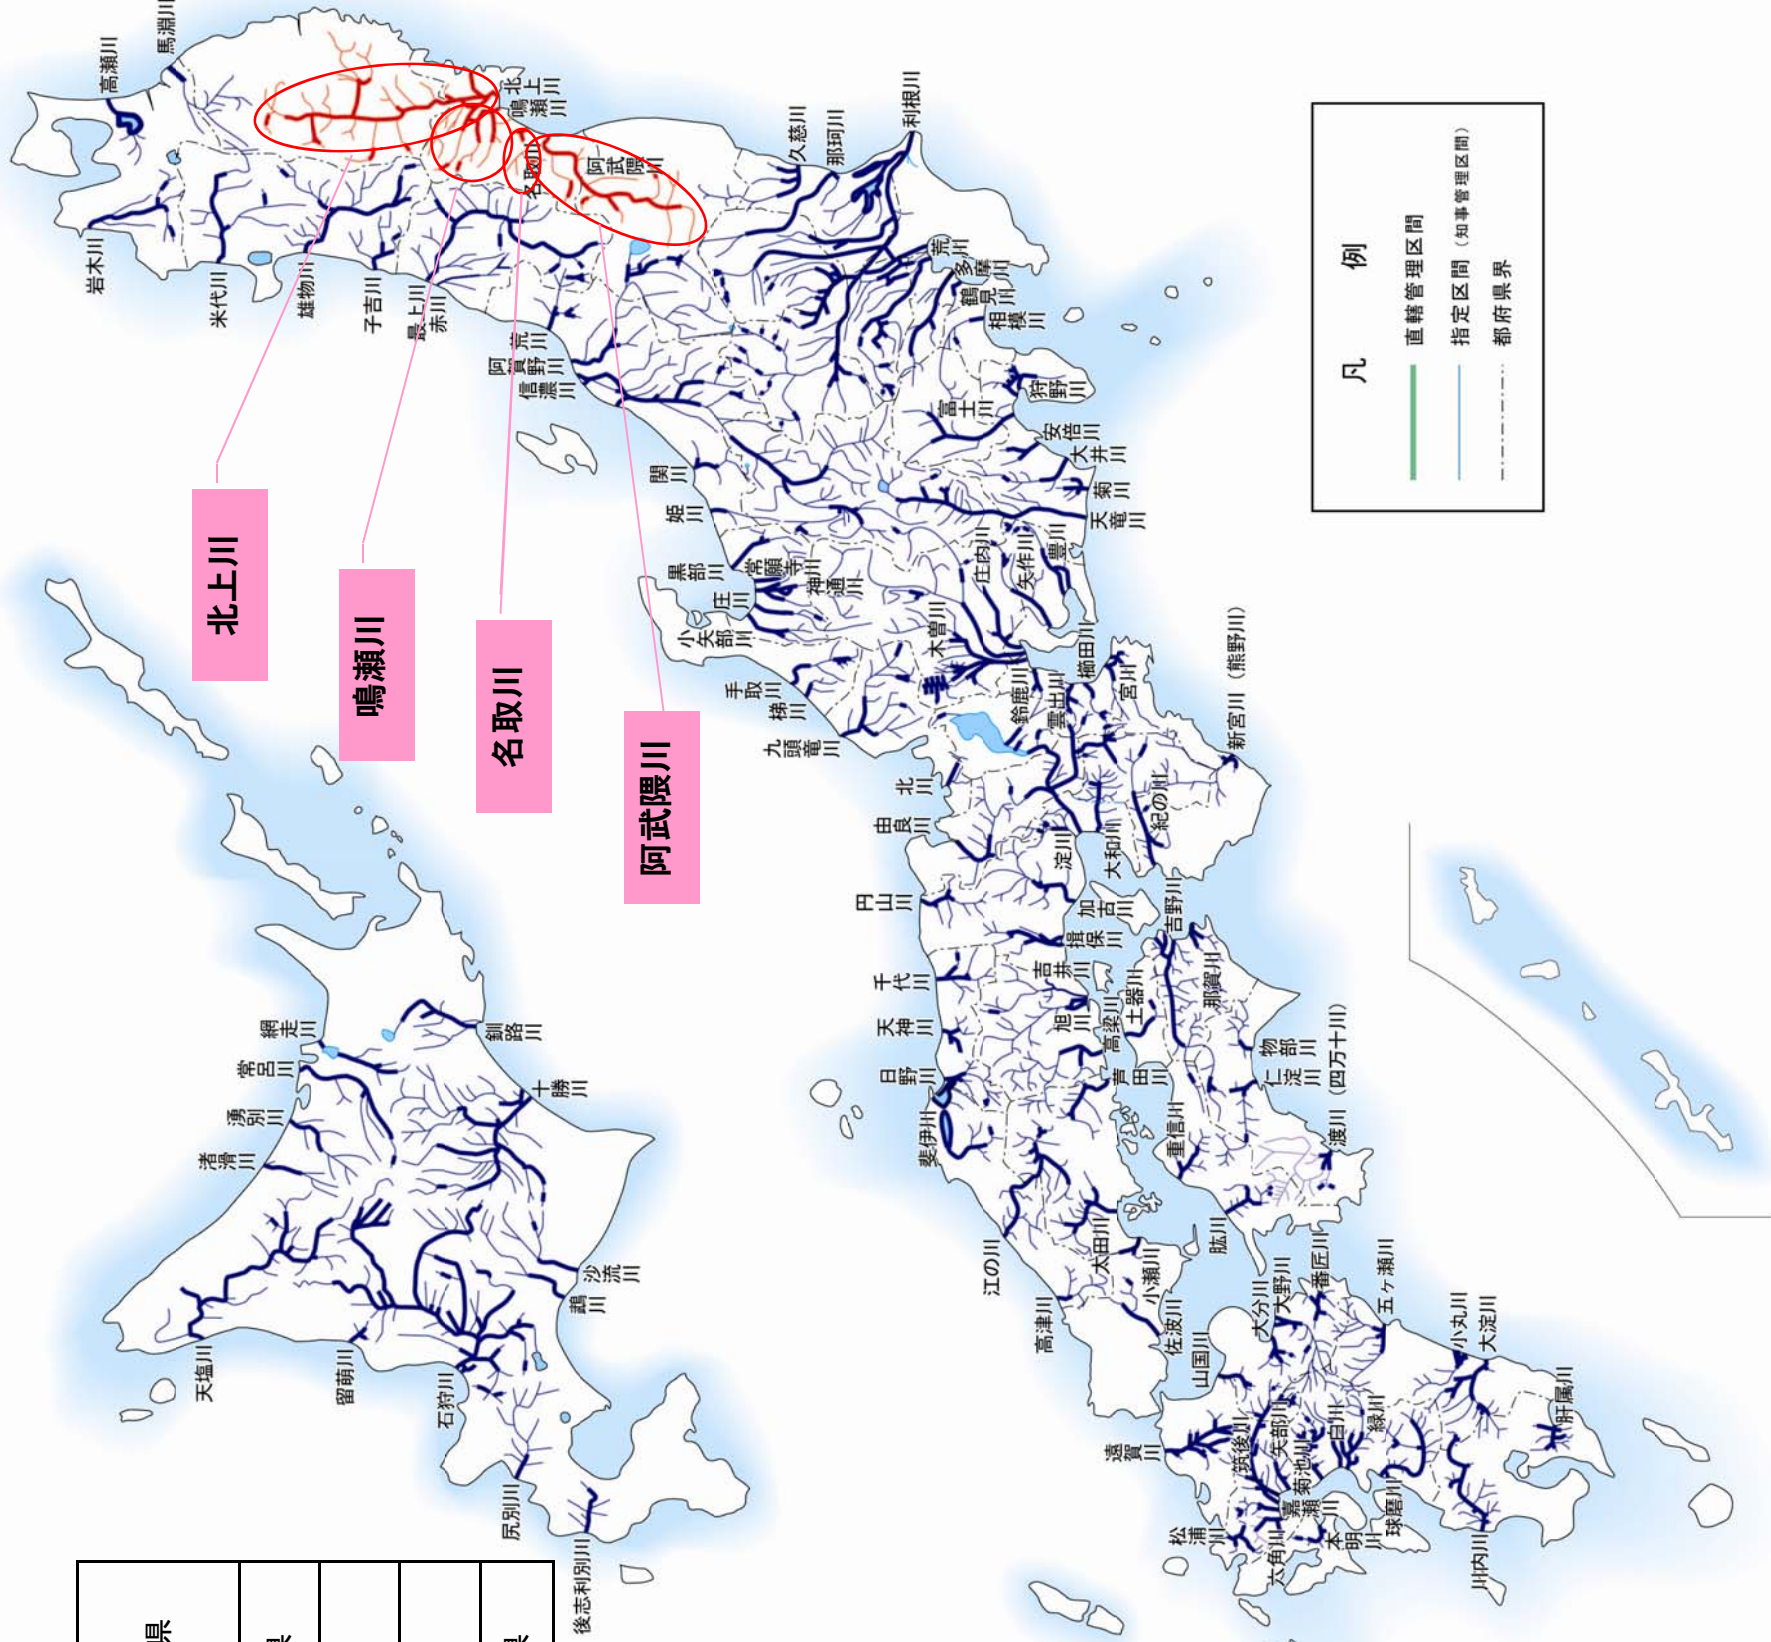 北上川
鳴瀬川
名取川
阿武隈川
高瀬川
馬淵川
北上川
鳴瀬川
名取川
阿武隈川
久慈川
那珂川
利根川
荒川
多摩川
鶴見川
相模川
岩木川
米代川
雄物川
子吉川
最上川
赤川
荒川
阿賀野川
信濃川
関川
姫川
黒部川
常願寺川
神通川
庄川
小矢部川
手取川
梯川
九頭竜川
狩野川
富士川
安倍川
大井川
菊川
天竜川
豊川
矢作川
庄内川
木曽川
鈴鹿川
雲出川
櫛田川
宮川
新宮川（熊野川）
紀の川
大和川
淀川
北川
由良川
円山川
加古川
揖保川
千代川
天神川
日野川
斐伊川
吉井川
旭川
高梁川
芦田川
江の川
高津川
太田川
小瀬川
佐波川
吉野川
那賀川
土器川
物部川
仁淀川
渡川（四万十川）
重信川
肱川
山国川
大分川
大野川
番匠川
五ヶ瀬川
小丸川
大淀川
肝属川
遠賀川
筑後川
矢部川
菊池川
白川
緑川
嘉瀬川
松浦川
六角川
本明川
球磨川
川内川
網走川
常呂川
湧別川
渚滑川
釧路川
十勝川
沙流川
鵡川
天塩川
留萌川
石狩川
尻別川
後志利別川
凡例
直轄管理区間
指定区間（知事管理区間）
都府県界
県